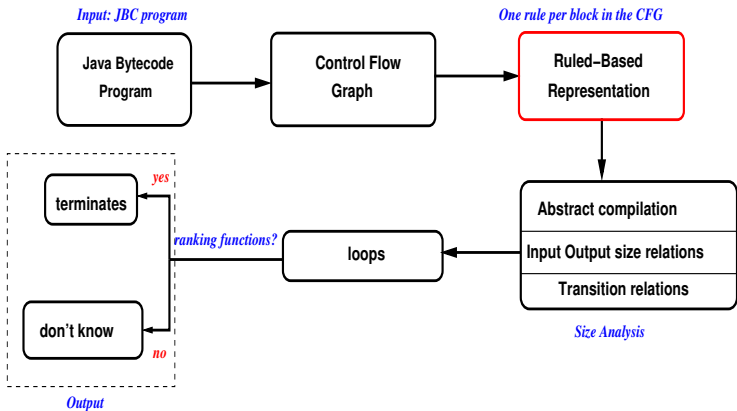 Input: JBC program
One rule per block in the CFG
Java Bytecode
Program
Control Flow
Graph
Ruled-Based
Representation
yes
terminates
ranking functions?
loops
Abstract compilation
Input Output size relations
Transition relations
don't know
no
Size Analysis
Output